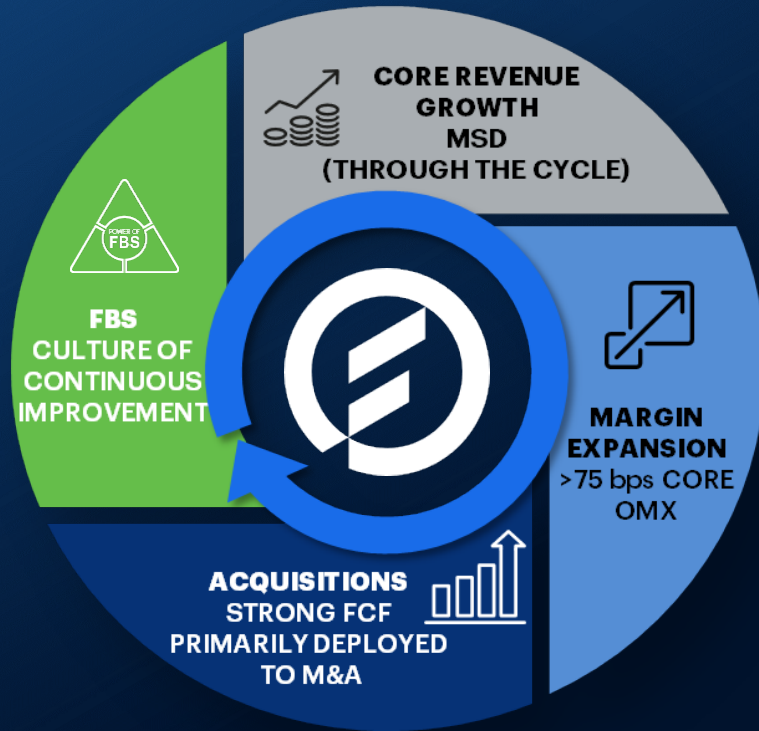 CORE REVENUE
GROWTH
MSD
(THROUGH THE CYCLE)
MARGIN
EXPANSION
>75 bps CORE
OMX
ACQUISITIONS
STRONG FCF
PRIMARILY DEPLOYED
TO M&A
POWER OF
FBS
FBS
CULTURE OF
CONTINUOUS
IMPROVEMENT